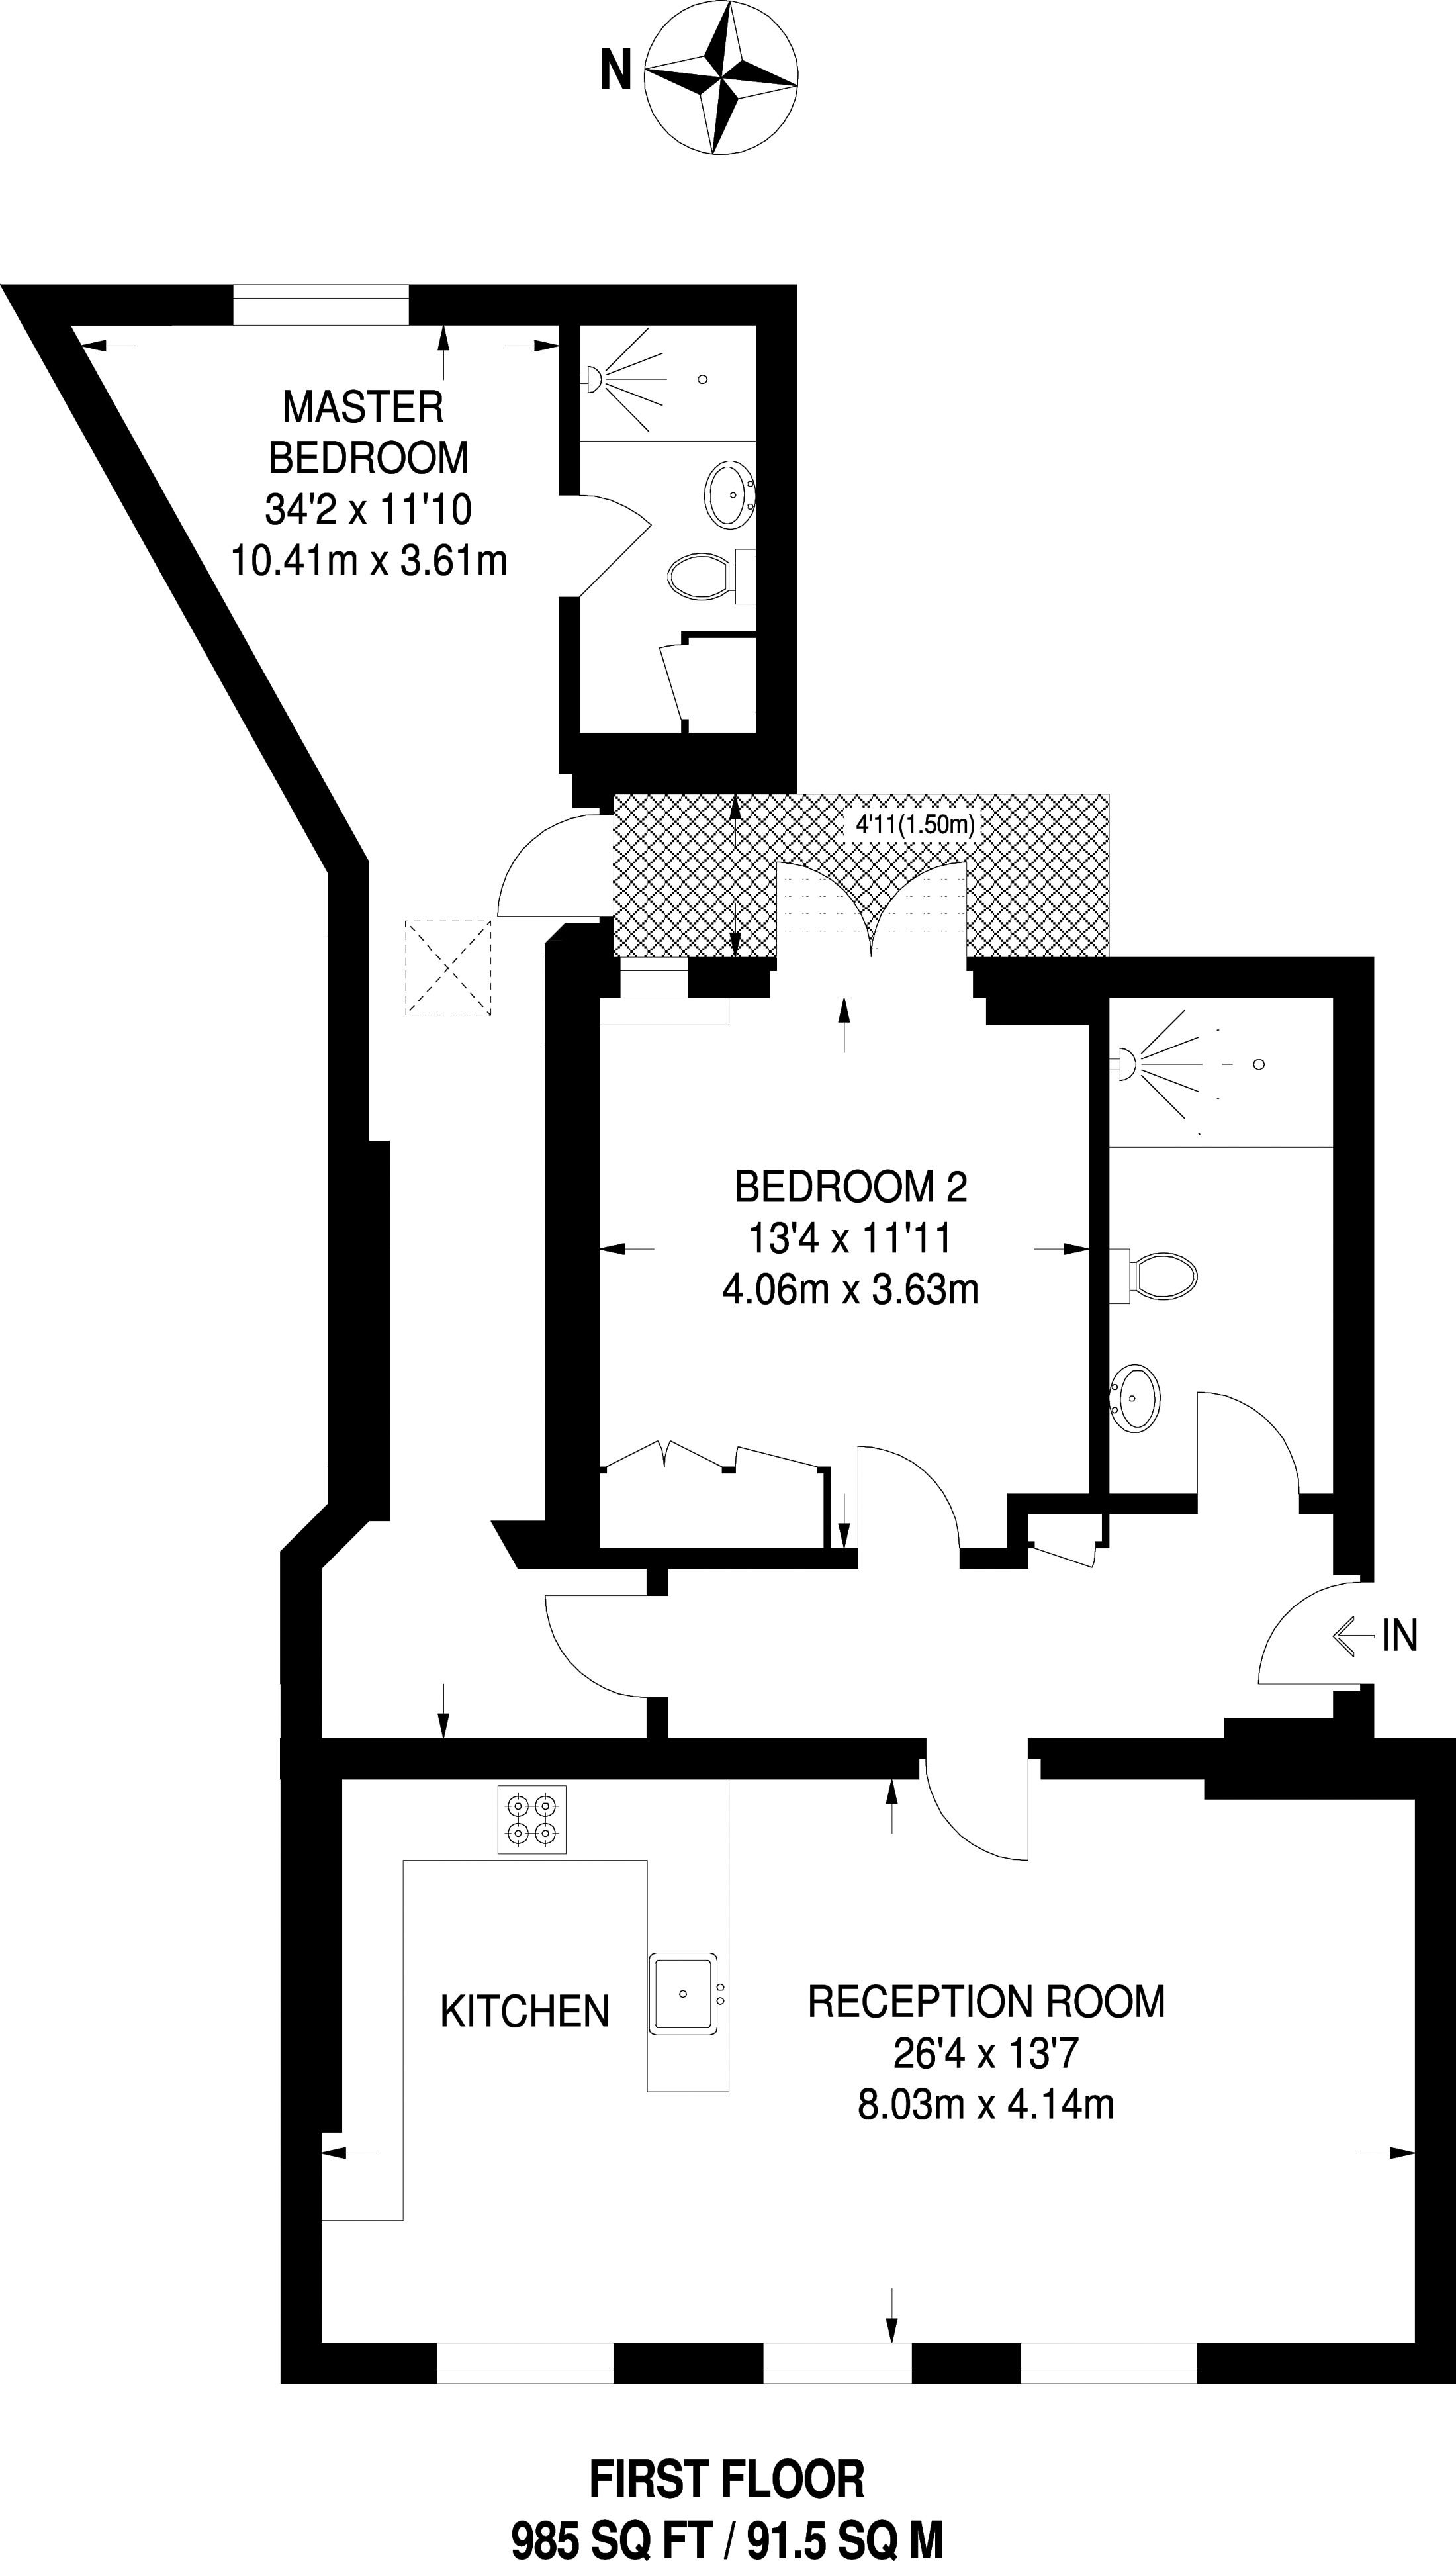 N
MASTER
BEDROOM
34'2 x 11'10
10.41m x 3.61m
4'11(1.50m)
BEDROOM 2
13'4 x 11'11
4.06m x 3.63m
IN
KITCHEN
RECEPTION ROOM
26'4 x 13'7
8.03m x 4.14m
FIRST FLOOR
985 SQ FT / 91.5 SQ M